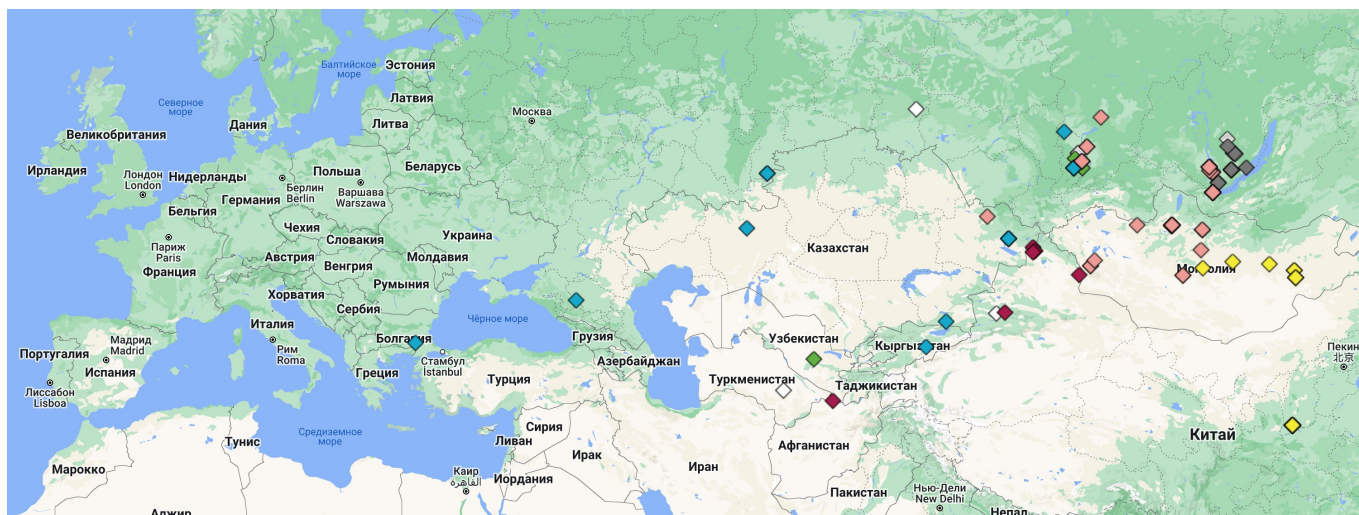 Эстония
Балтийское
море
Северное
море
Латвия
Москва
Дания
Литва
Великобритания
Беларусь
Ирландия
Нидерланды
Польша
Лондон
London
Берлин
Berlin
Варшава
Warszawa
Германия
Бельгия
Чехия
Украина
Словакия
Париж
Paris
Казахстан
Австрия
Молдавия
Венгрия
Франция
Монголия
Румыния
Хорватия
Сербия
Чёрное море
Италия
Грузия
Узбекистан
Болгария
Мадрид
Madrid
Рим
Roma
Кыргызстан
Пекин
北京
Португалия
Стамбул
İstanbul
Азербайджан
Испания
Греция
Турция
Туркменистан
Таджикистан
Лиссабон
Lisboa
Сирия
Средиземное
море
Китай
Тунис
Ливан
Афганистан
Ирак
Марокко
Иран
Каир
القاهرة
Иордания
Пакистан
Нью-Дели
New Delhi
Непал